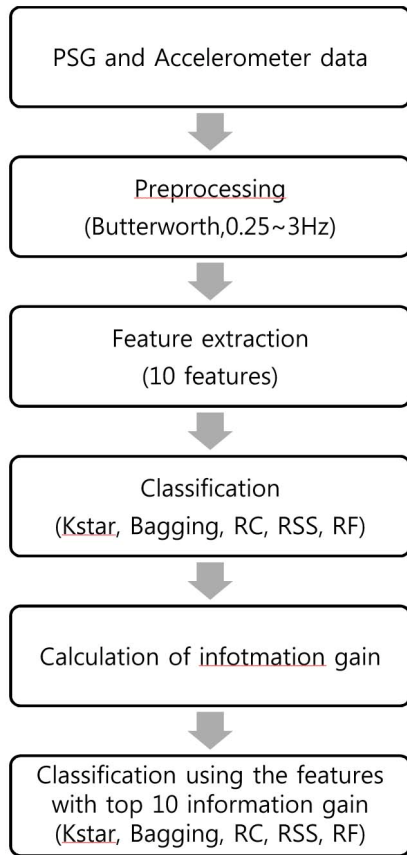 PSG and Accelerometer data
Preprocessing
(Butterworth,0.25~3Hz)
Feature extraction
(10 features)
Classification
(Kstar, Bagging, RC, RSS, RF)
Calculation of infotmation gain
Classification using the features
with top 10 information gain
(Kstar, Bagging, RC, RSS, RF)